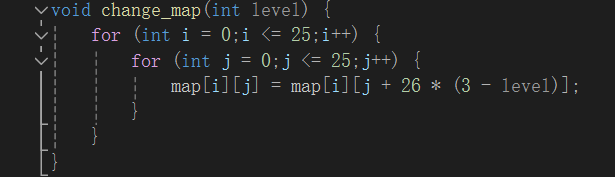 void change_map(int level) {
for (int i = 0;i <= 25;i++) {
for (int j = 0;j <= 25;j++) {
map[i][j] = map[i][j + 26 * (3 - level)];
}
}
}